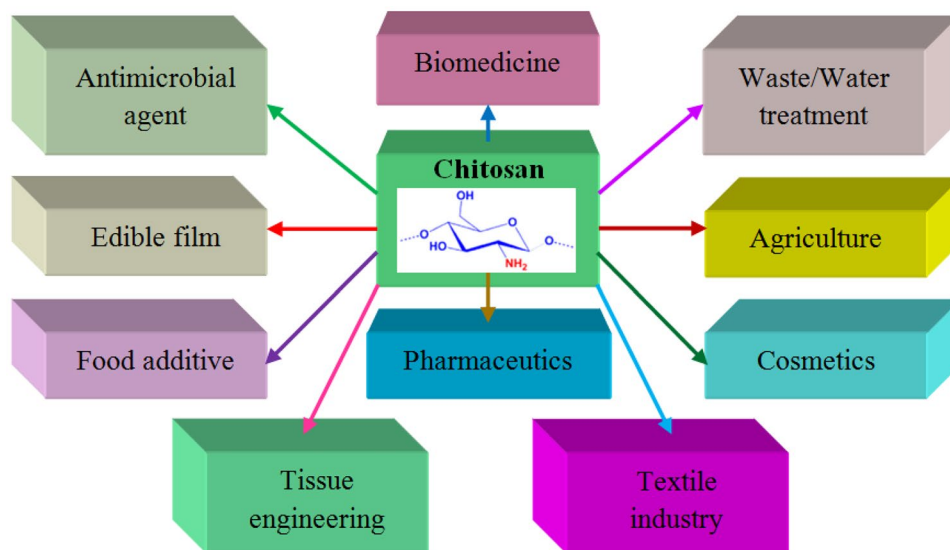 Antimicrobial
agent
Biomedicine
Waste/Water
treatment
Chitosan
OH
O
O
O
HO
NH₂
Edible film
Agriculture
Food additive
Pharmaceutics
Cosmetics
Tissue
engineering
Textile
industry